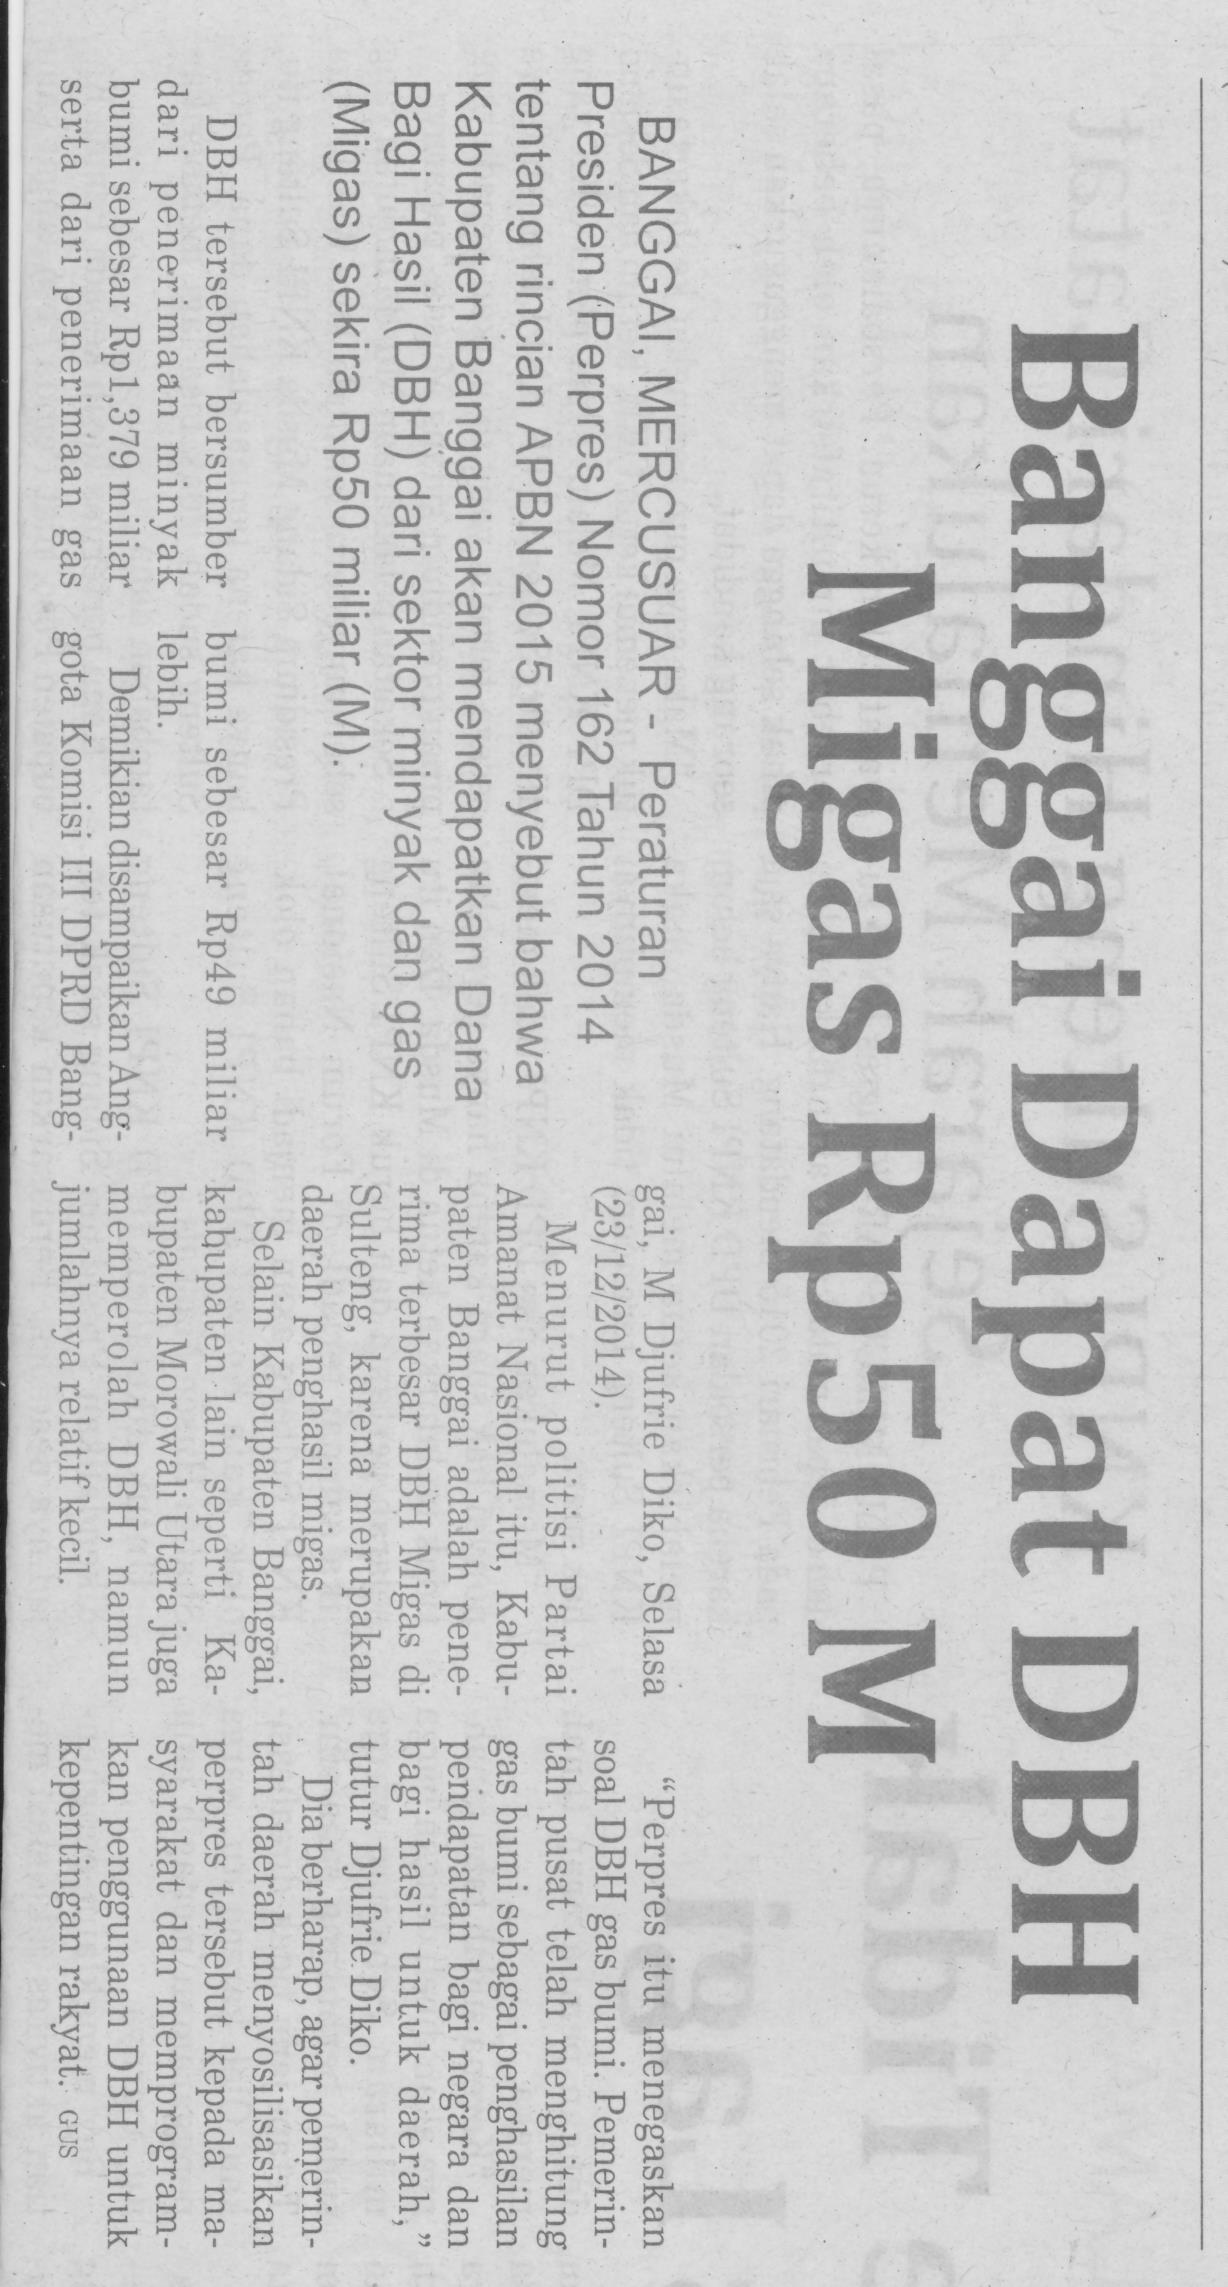 Banggai Dapat DBH
Migas Rp50 M
BANGGAI, MERCUSUAR - Peraturan
Presiden (Perpres) Nomor 162 Tahun 2014
tentang rincian APBN 2015 menyebut bahwa
Kabupaten Banggai akan mendapatkan Dana
Bagi Hasil (DBH) dari sektor minyak dan gas
(Migas) sekira Rp50 miliar (M).
DBH tersebut bersumber
dari penerimaan minyak
bumi sebesar Rp1,379 miliar
serta dari penerimaan gas
bumi sebesar Rp49 miliar
lebih.
Demikian disampaikan Ang-
gota Komisi III DPRD Bang-
gai, M Djufrie Diko, Selasa
(23/12/2014).
Menurut politisi Partai
Amanat Nasional itu, Kabu-
paten Banggai adalah pene-
rima terbesar DBH Migas di
Sulteng, karena merupakan
daerah penghasil migas.
Selain Kabupaten Banggai,
kabupaten lain seperti Ka-
bupaten Morowali Utara juga
memperolah DBH, namun
jumlahnya relatif kecil.
“Perpres itu menegaskan
soal DBH gas bumi. Pemerin-
tah pusat telah menghitung
gas bumi sebagai penghasilan
pendapatan bagi negara dan
bagi hasil untuk daerah,”
tutur Djufrie Diko.
Dia berharap, agar pemerin-
tah daerah menyosilisasikan
perpres tersebut kepada ma-
syarakat dan memprogram-
kan penggunaan DBH untuk
kepentingan rakyat. GUS